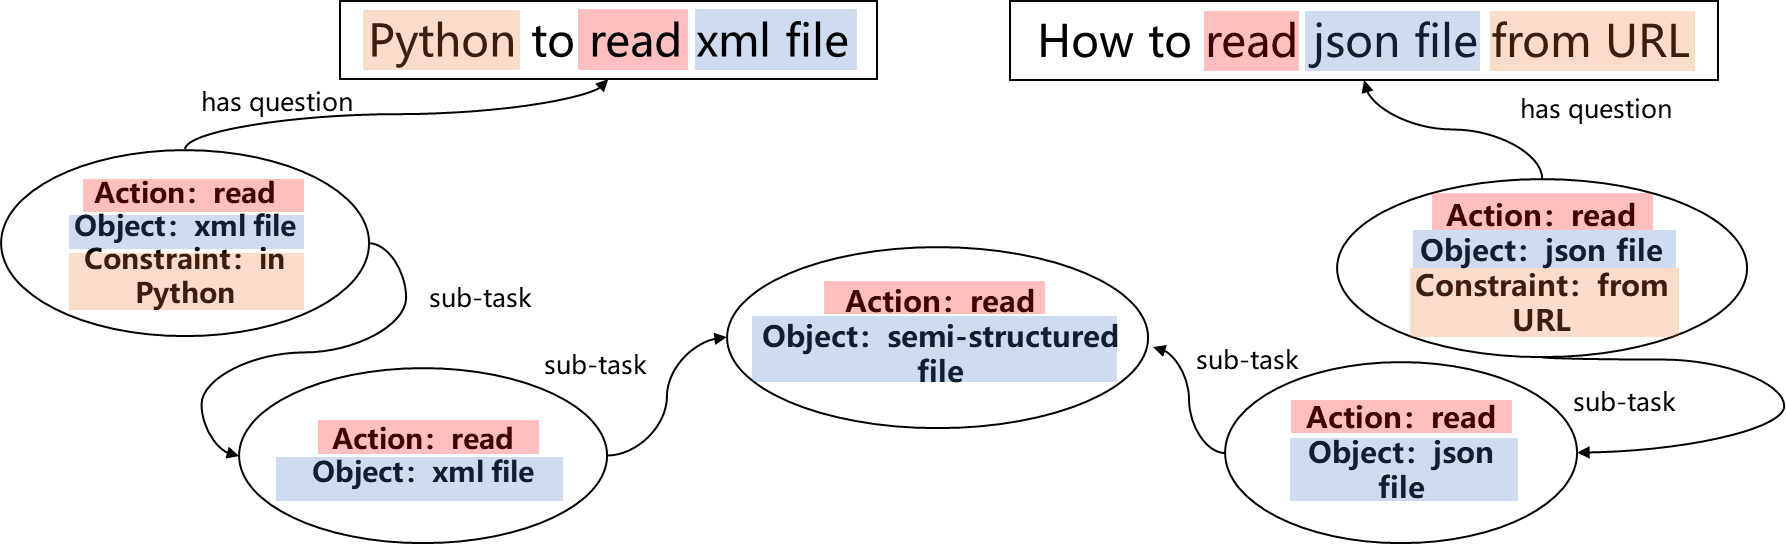 Python to read xml file
How to read json file from URL
has question
has question
Action: read
Object: xml file
Constraint: in
Python
Action: read
Object: json file
Constraint: from
URL
sub-task
Action: read
Object: semi-structured
file
sub-task
sub-task
sub-task
Action: read
Object: xml file
Action: read
Object: json
file